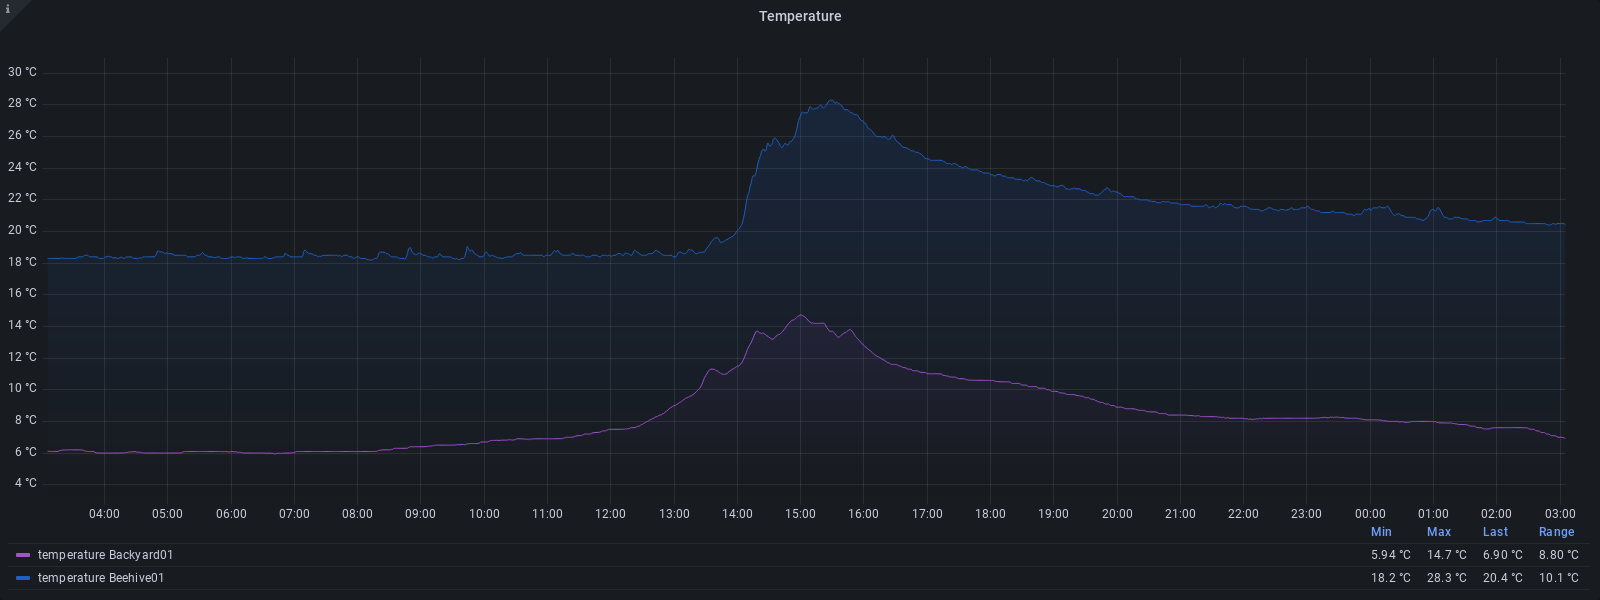 i
Temperature
30 °C
28 °C
26 °C
24 °C
22 °C
20 °C
18 °C
16 °C
14 °C
12 °C
10 °C
8 °C
6 °C
4 °C
04:00 05:00 06:00 07:00 08:00 09:00 10:00 11:00 12:00 13:00 14:00 15:00 16:00 17:00 18:00 19:00 20:00 21:00 22:00 23:00 00:00 01:00 02:00 03:00
Min Max Last Range
temperature Backyard01 5.94 °C 14.7 °C 6.90 °C 8.80 °C
temperature Beehive01 18.2 °C 28.3 °C 20.4 °C 10.1 °C